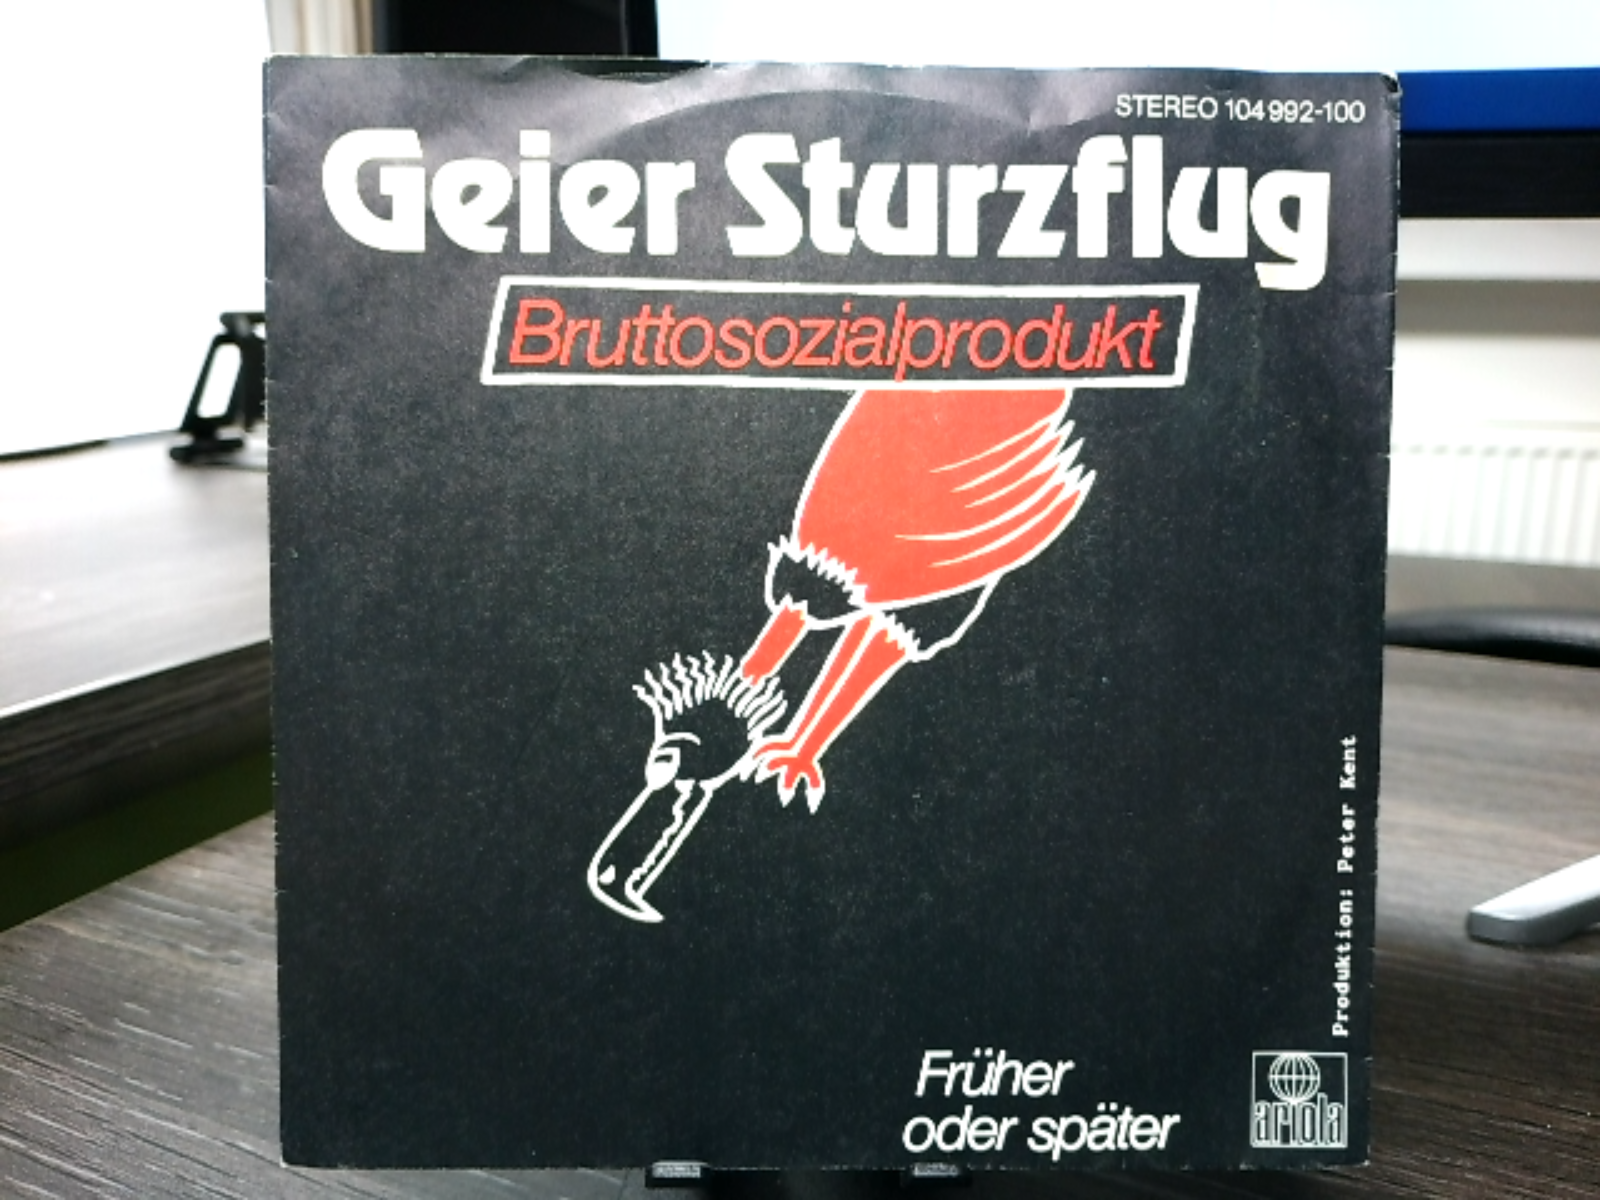 STEREO 104 992-100
Geier Sturzflug
Bruttosozialprodukt
Produktion: Peter Kent
Früher
oder später
ariola